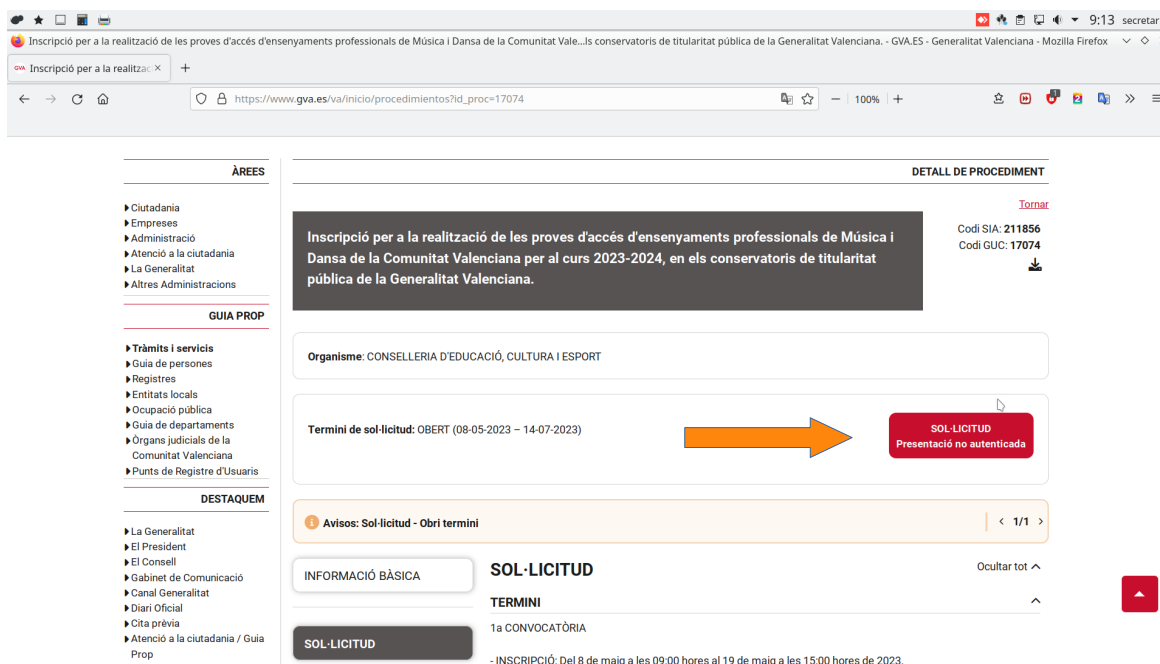 9:13 secretar
Inscripció per a la realització de les proves d'accés d'ensenyaments professionals de Música i Dansa de la Comunitat Vale...ls conservatoris de titularitat pública de la Generalitat Valenciana. - GVA.ES - Generalitat Valenciana - Mozilla Firefox
GVA Inscripció per a la realitzac
https://www.gva.es/va/inicio/procedimientos?id_proc=17074
100%
1
ÀREES
Ciutadania
Empreses
Administració
Atenció a la ciutadania
La Generalitat
Altres Administracions
GUIA PROP
Tràmits i servicis
Guia de persones
Registres
Entitats locals
Ocupació pública
Guia de departaments
Òrgans judicials de la
Comunitat Valenciana
Punts de Registre d'Usuaris
DESTAQUEM
La Generalitat
El President
El Consell
Gabinet de Comunicació
Canal Generalitat
Diari Oficial
Cita prèvia
Atenció a la ciutadania / Guia
Prop
DETALL DE PROCEDIMENT
Tornar
Inscripció per a la realització de les proves d'accés d'ensenyaments professionals de Música i
Dansa de la Comunitat Valenciana per al curs 2023-2024, en els conservatoris de titularitat
pública de la Generalitat Valenciana.
Codi SIA: 211856
Codi GUC: 17074
Organisme: CONSELLERIA D'EDUCACIÓ, CULTURA I ESPORT
Termini de sol·licitud: OBERT (08-05-2023 – 14-07-2023)
SOL·LICITUD
Presentació no autenticada
Avisos: Sol·licitud - Obri termini
1/1
INFORMACIÓ BÀSICA
SOL·LICITUD
SOL·LICITUD
Ocultar tot
TERMINI
1a CONVOCATÒRIA
- INSCRIPCIÓ: Del 8 de maig a les 09:00 hores al 19 de maig a les 15:00 hores de 2023.